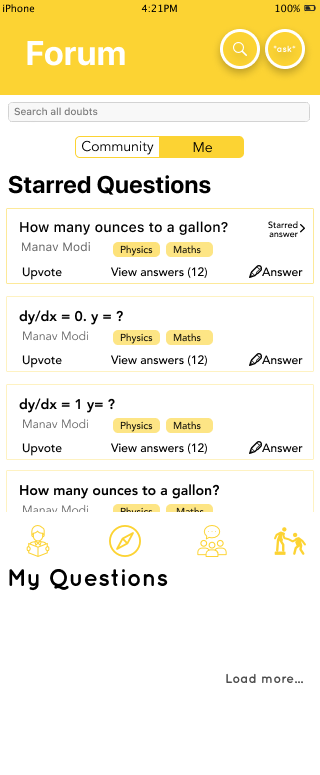 iPhone 4:21PM 100%
Forum
"ask"
Search all doubts
Community Me
Starred Questions
How many ounces to a gallon?
Starred
answer
Manav Modi Physics Maths
Upvote View answers (12) Answer
dy/dx = 0. y = ?
Manav Modi Physics Maths
Upvote View answers (12) Answer
dy/dx = 1 y= ?
Manav Modi Physics Maths
Upvote View answers (12) Answer
How many ounces to a gallon?
Manav Modi Physics Maths
My Questions
Load more...